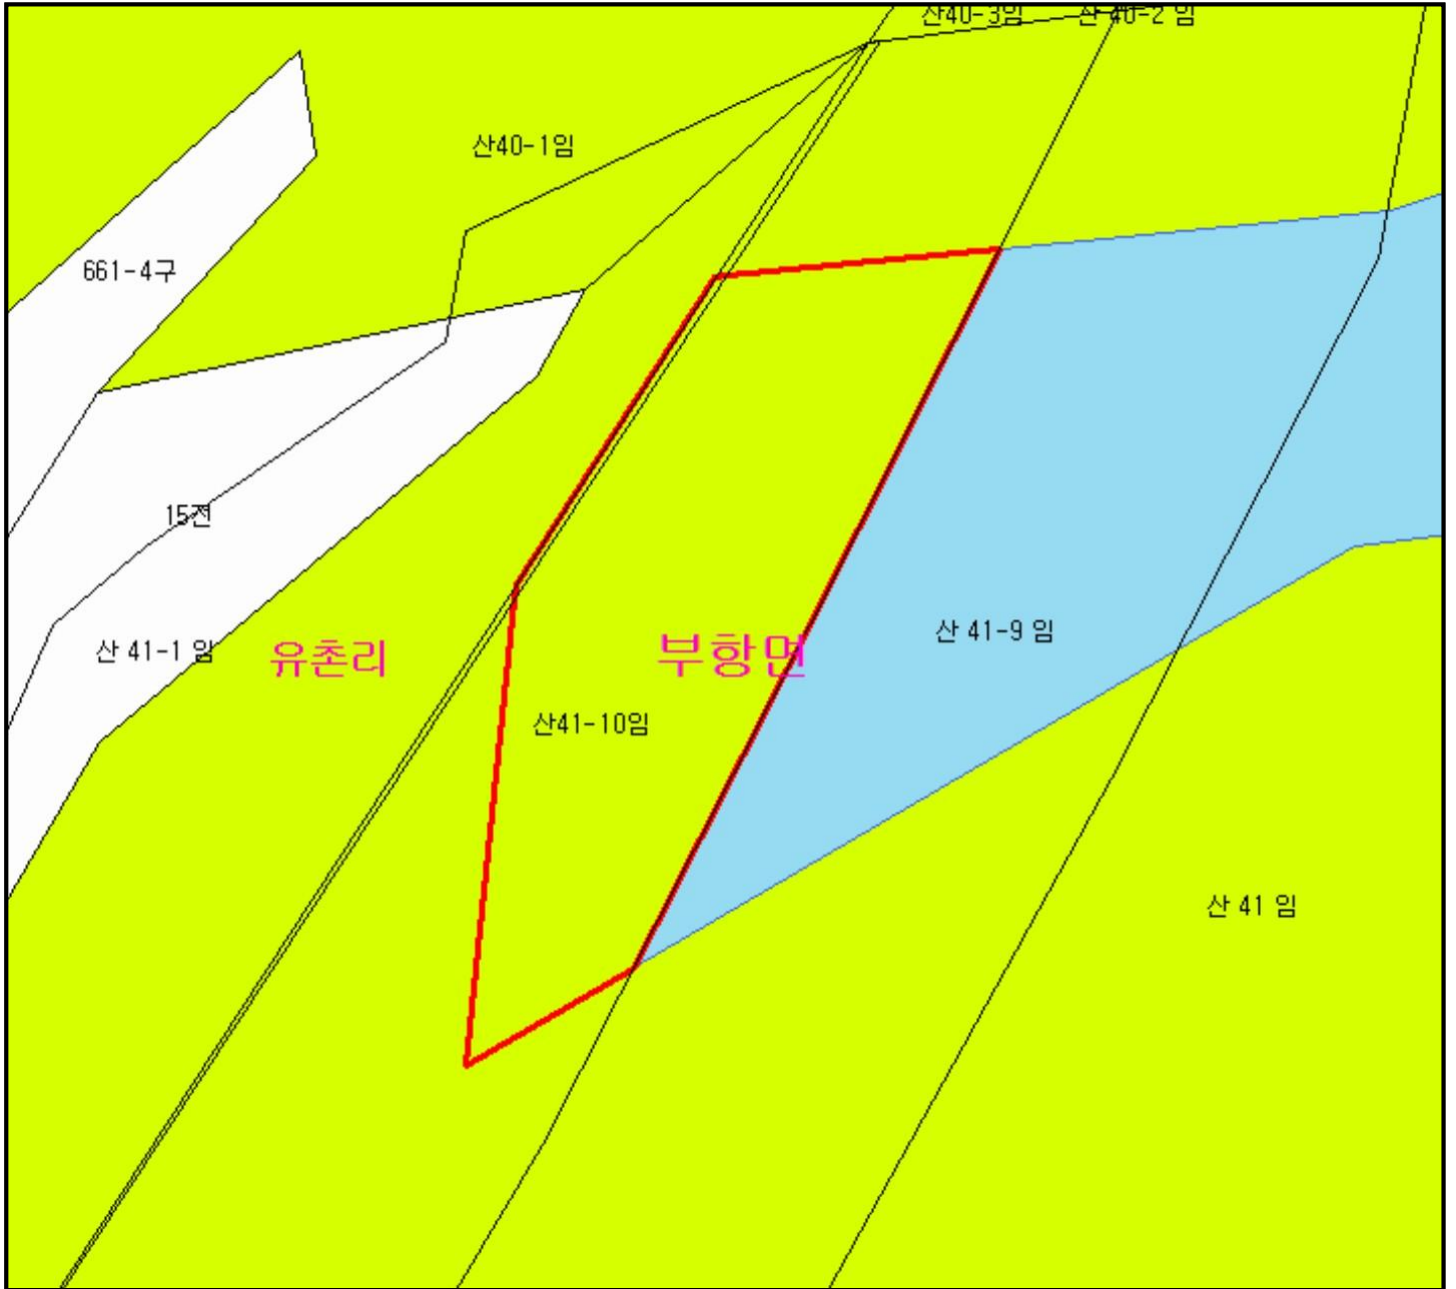 산40-3임
산 40-2 임
산40-1임
661-4구
15전
산 41-1 임
유촌리
부항면
산 41-9 임
산41-10임
산 41 임